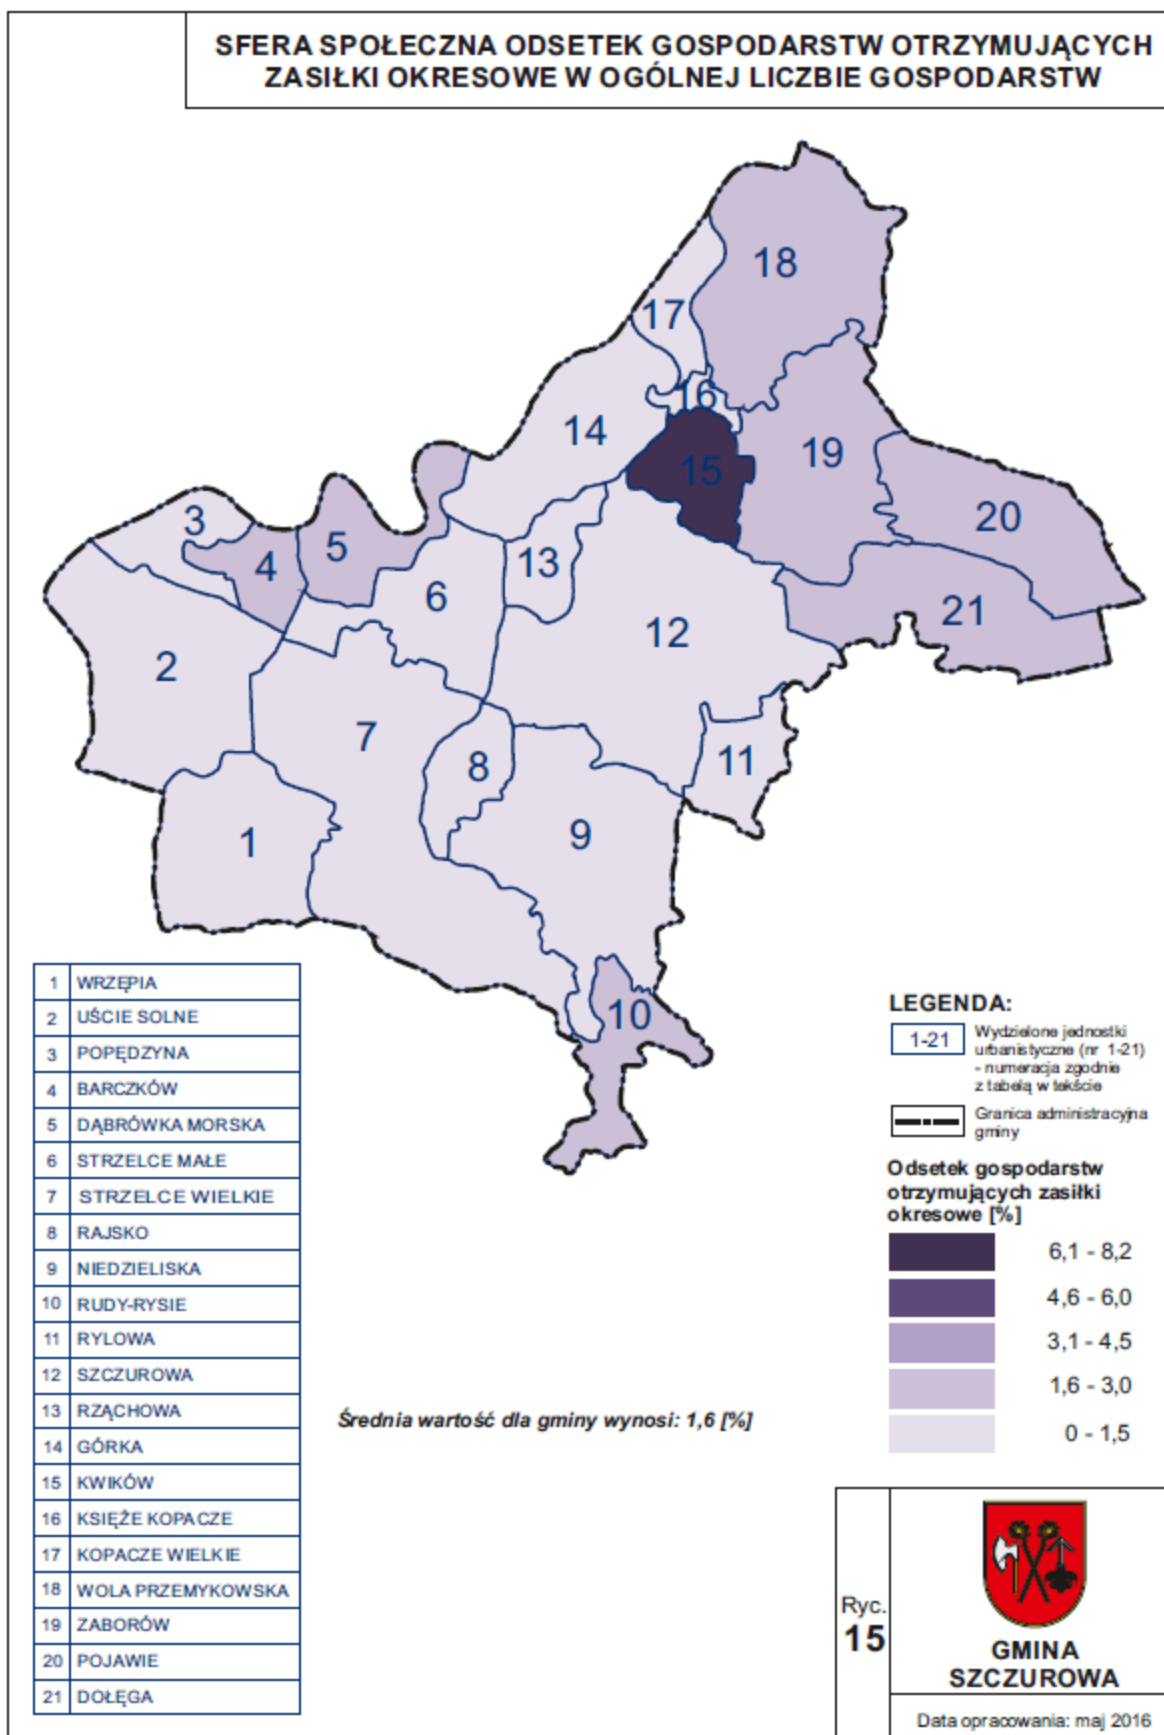 SFERA SPOŁECZNA ODSETEK GOSPODARSTW OTRZYMUJĄCYCH
ZASIŁKI OKRESOWE W OGÓLNEJ LICZBIE GOSPODARSTW
18
17
16
14
15
19
20
3
5
4
13
6
21
12
2
7
8
11
9
1
10
1 WRZĘPIA
2 UŚCIE SOLNE
3 POPĘDZYNA
4 BARCZKÓW
5 DĄBRÓWKA MORSKA
6 STRZELCE MAŁE
7 STRZELCE WIELKIE
8 RAJSKO
9 NIEDZIELISKA
10 RUDY-RYSIE
11 RYLOWA
12 SZCZUROWA
13 RZĄCHOWA
14 GÓRKA
15 KWIKÓW
16 KSIĘŻE KOPACZE
17 KOPACZE WIELKIE
18 WOLA PRZEMYKOWSKA
19 ZABORÓW
20 POJAWIE
21 DOŁĘGA
Średnia wartość dla gminy wynosi: 1,6 [%]
LEGENDA:
1-21
Wydzielone jednostki
urbanistyczne (nr 1-21)
- numeracja zgodnie
z tabelą w tekście
Granica administracyjna
gminy
Odsetek gospodarstw
otrzymujących zasiłki
okresowe [%]
6,1 - 8,2
4,6 - 6,0
3,1 - 4,5
1,6 - 3,0
0 - 1,5
Ryc.
15
GMINA
SZCZUROWA
Data opracowania: maj 2016